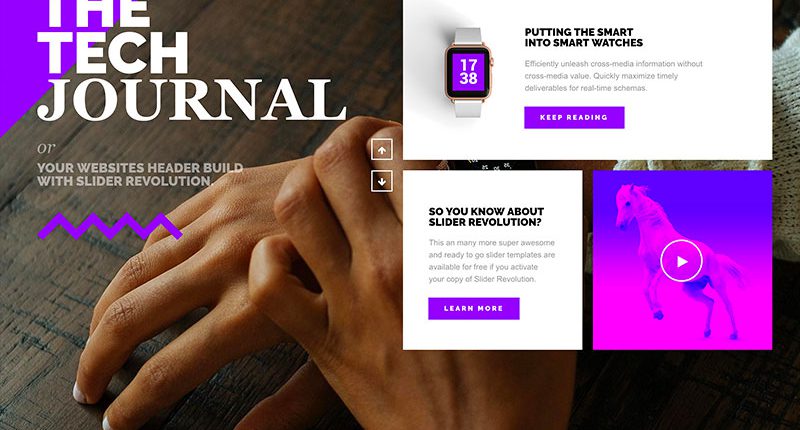 THE
TECH
JOURNAL
or
YOUR WEBSITES HEADER BUILD
WITH SLIDER REVOLUTION.
17
38
PUTTING THE SMART
INTO SMART WATCHES
Efficiently unleash cross-media information without
cross-media value. Quickly maximize timely
deliverables for real-time schemas.
KEEP READING
SO YOU KNOW ABOUT
SLIDER REVOLUTION?
This an many more super awesome
and ready to go slider templates are
available for free if you activate
your copy of Slider Revolution.
LEARN MORE